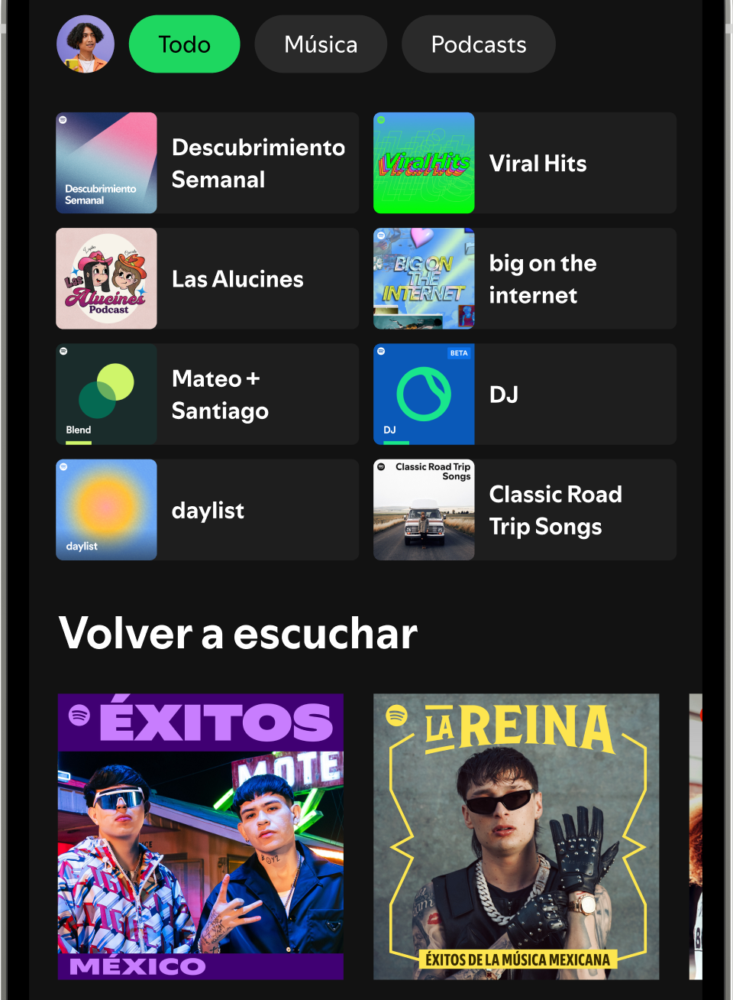 Todo
Música
Podcasts
Descubrimiento
Semanal
Descubrimiento
Semanal
Viral Hits
Viral Hits
Las
Alucines
Podcast
Las Alucines
BIG ON
THE
INTERNET
big on the
internet
Blend
Mateo +
Santiago
BETA
DJ
DJ
daylist
daylist
Classic Road Trip
Songs
Classic Road
Trip Songs
Volver a escuchar
ÉXITOS
MOTE
MÉXICO
LA REINA
ÉXITOS DE LA MÚSICA MEXICANA